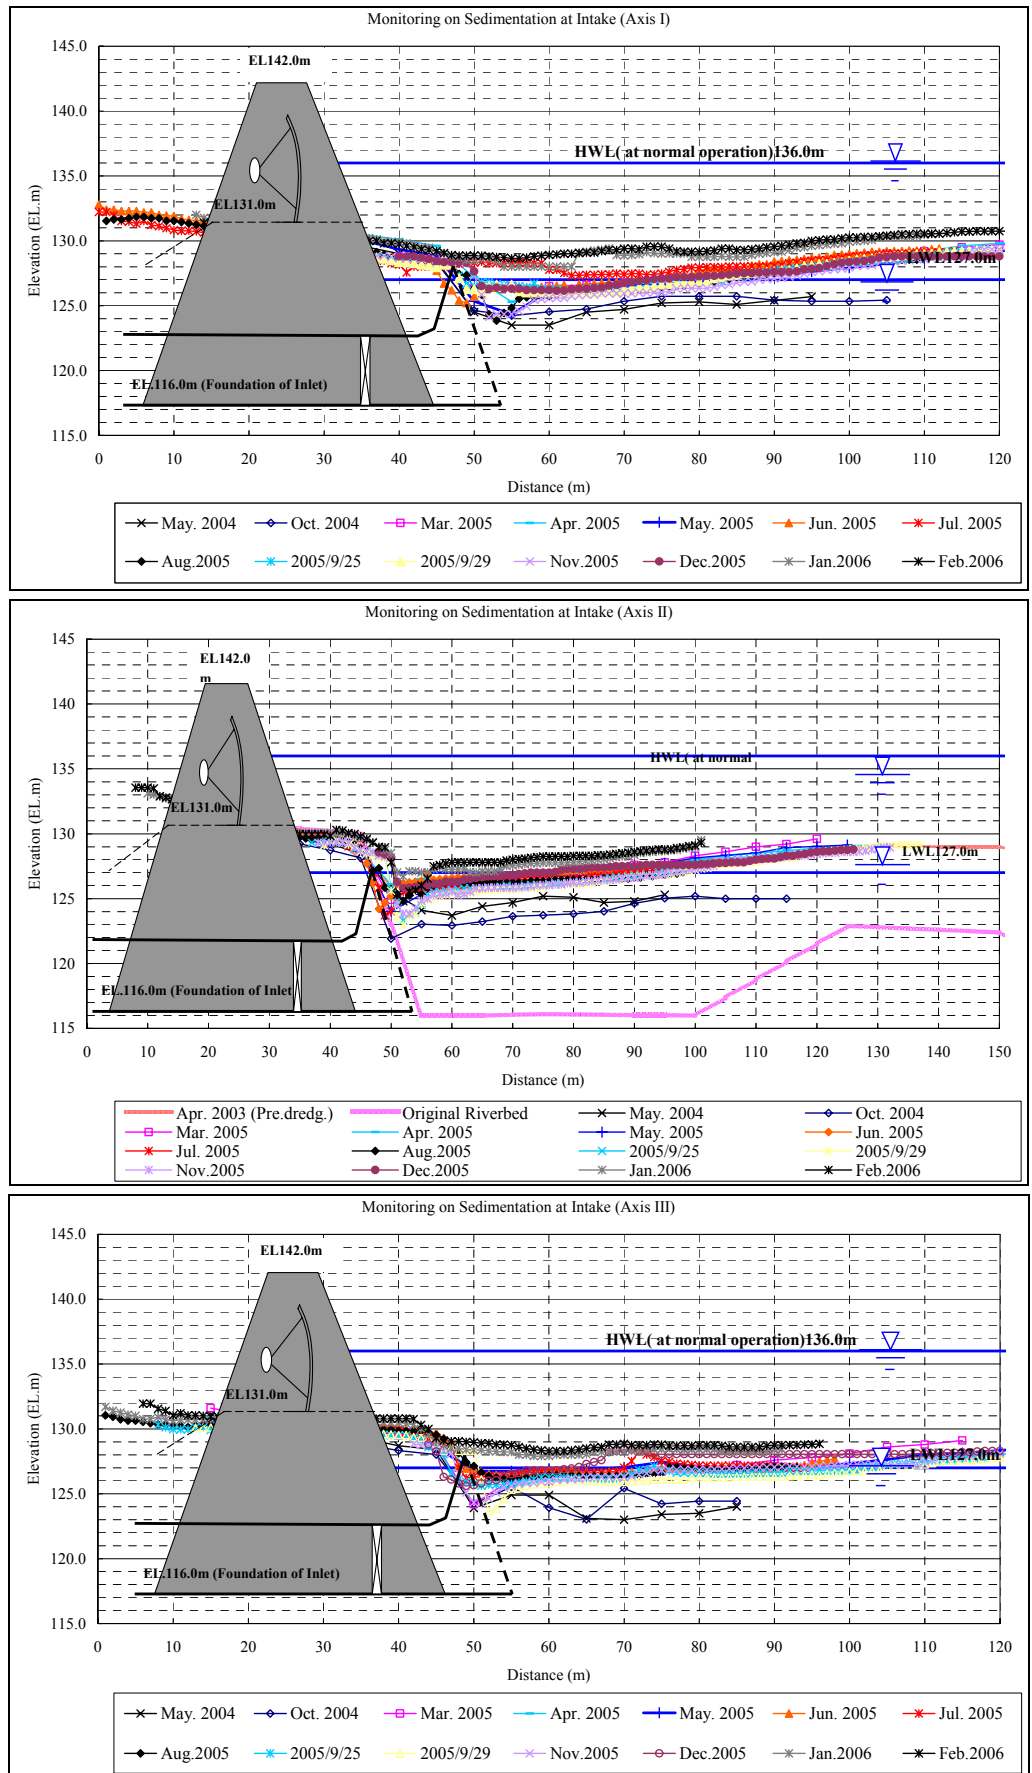 Monitoring on Sedimentation at Intake (Axis I)
145.0
140.0
135.0
130.0
125.0
120.0
115.0
Elevation (EL.m)
EL142.0m
HWL( at normal operation)136.0m
EL131.0m
LWL127.0m
EL.116.0m (Foundation of Inlet)
0 10 20 30 40 50 60 70 80 90 100 110 120
Distance (m)
May. 2004 Oct. 2004 Mar. 2005 Apr. 2005 May. 2005 Jun. 2005 Jul. 2005
Aug.2005 2005/9/25 2005/9/29 Nov.2005 Dec.2005 Jan.2006 Feb.2006
Monitoring on Sedimentation at Intake (Axis II)
145
140
135
130
125
120
115
Elevation (EL.m)
EL142.0
m
HWL( at normal
EL131.0m
LWL127.0m
EL.116.0m (Foundation of Inlet
0 10 20 30 40 50 60 70 80 90 100 110 120 130 140 150
Distance (m)
Apr. 2003 (Pre.dredg.) Original Riverbed May. 2004 Oct. 2004
Mar. 2005 Apr. 2005 May. 2005 Jun. 2005
Jul. 2005 Aug.2005 2005/9/25 2005/9/29
Nov.2005 Dec.2005 Jan.2006 Feb.2006
Monitoring on Sedimentation at Intake (Axis III)
145.0
140.0
135.0
130.0
125.0
120.0
115.0
Elevation (EL.m)
EL142.0m
HWL( at normal operation)136.0m
EL131.0m
LWL127.0m
EL.116.0m (Foundation of Inlet)
0 10 20 30 40 50 60 70 80 90 100 110 120
Distance (m)
May. 2004 Oct. 2004 Mar. 2005 Apr. 2005 May. 2005 Jun. 2005 Jul. 2005
Aug.2005 2005/9/25 2005/9/29 Nov.2005 Dec.2005 Jan.2006 Feb.2006